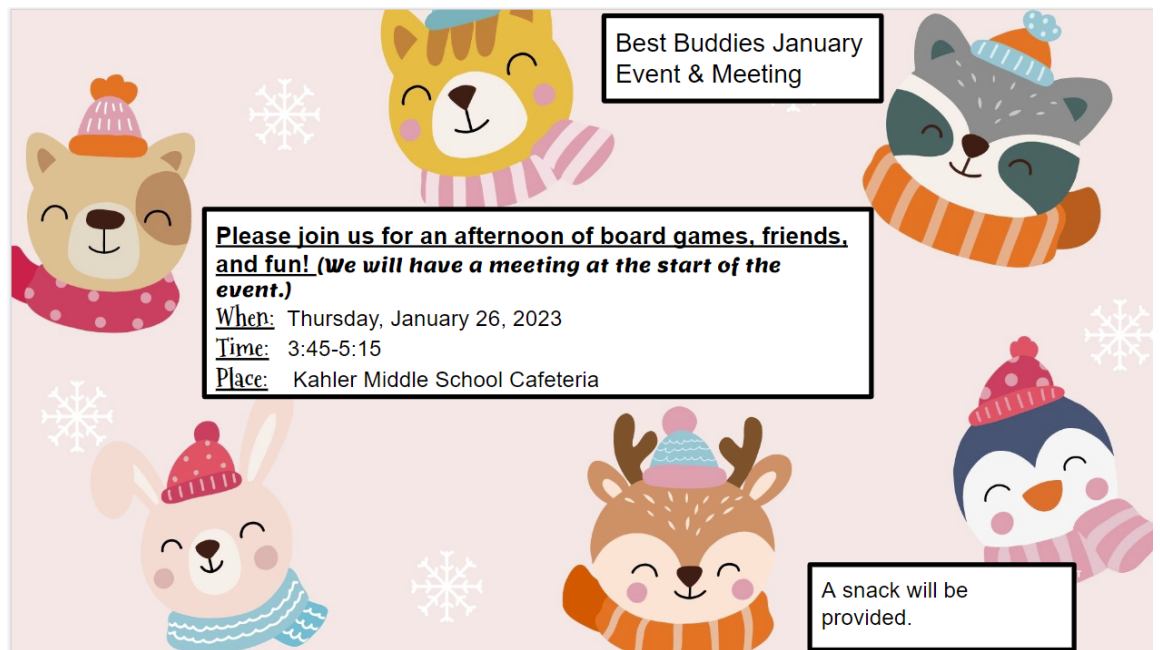 Best Buddies January
Event & Meeting
Please join us for an afternoon of board games, friends,
and fun! (We will have a meeting at the start of the
event.)
When: Thursday, January 26, 2023
Time: 3:45-5:15
Place: Kahler Middle School Cafeteria
A snack will be
provided.